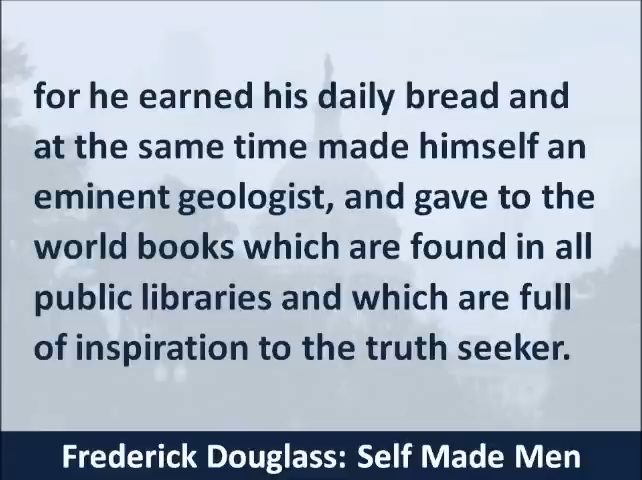 for he earned his daily bread and
at the same time made himself an
eminent geologist, and gave to the
world books which are found in all
public libraries and which are full
of inspiration to the truth seeker.
Frederick Douglass: Self Made Men